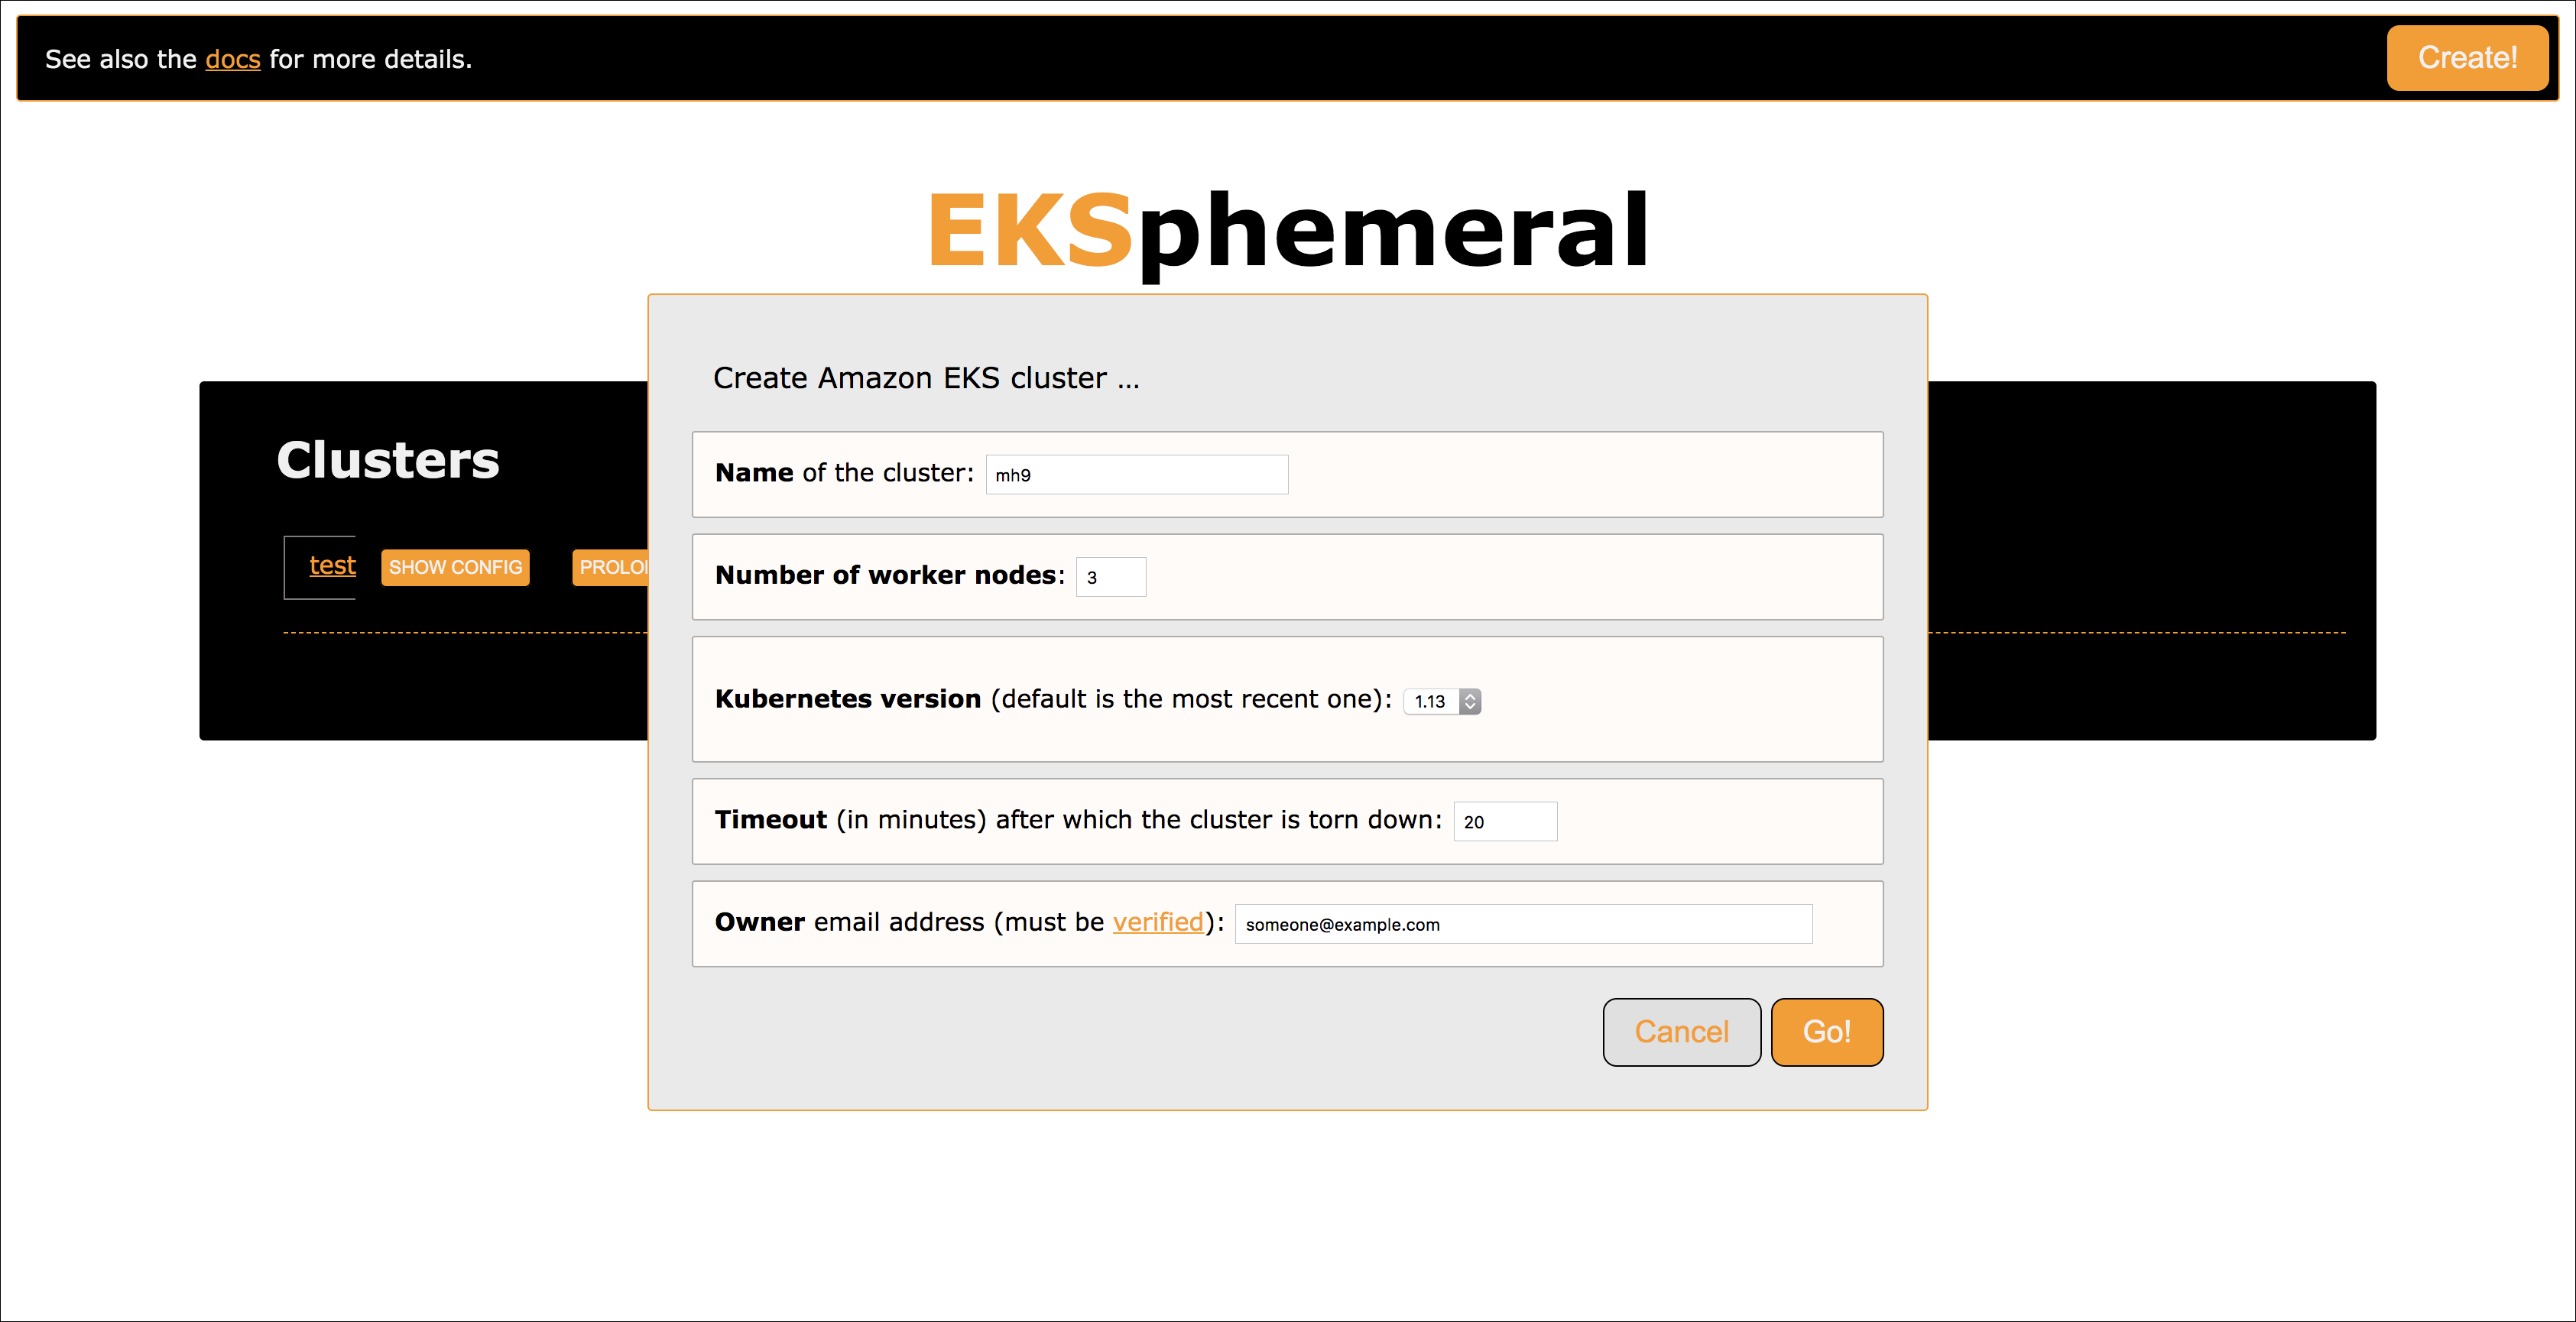 See also the docs for more details.
Create!
EKSphemeral
Create Amazon EKS cluster ...
Clusters
Name of the cluster: mh9
test SHOW CONFIG PROLO
Number of worker nodes: 3
Kubernetes version (default is the most recent one): 1.13
Timeout (in minutes) after which the cluster is torn down: 20
Owner email address (must be verified): someone@example.com
Cancel Go!